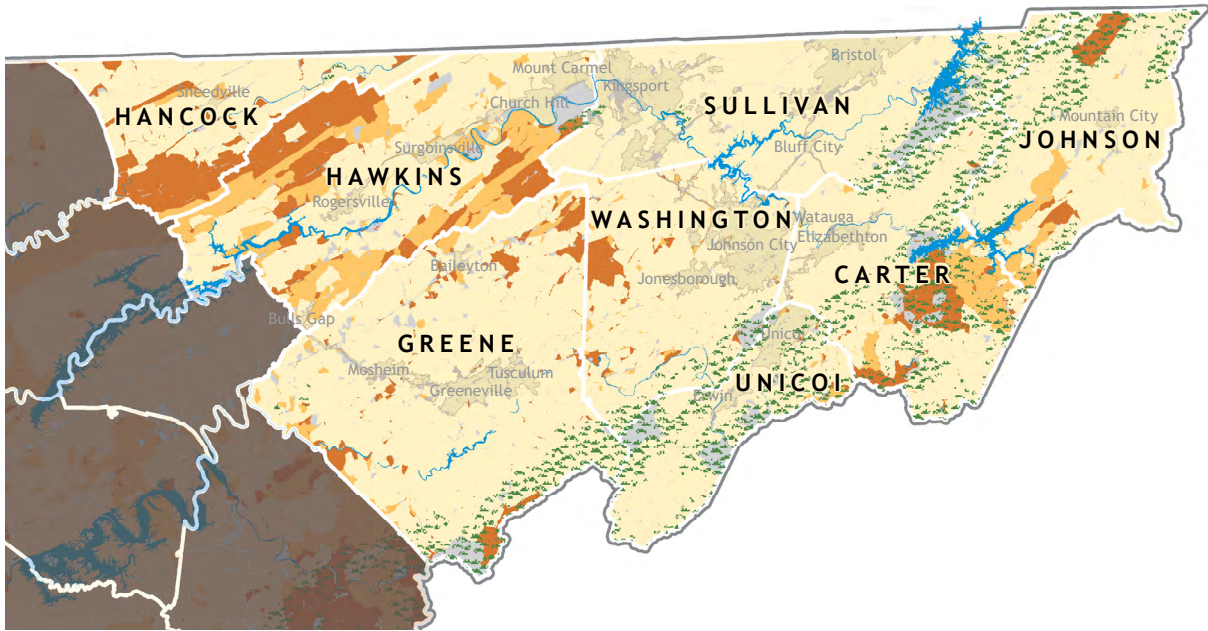 Bristol
Mount Carmel
Kingsport
Sneedville
Church Hill
HANCOCK
SULLIVAN
Mountain City
JOHNSON
Surgoinsville
Bluff City
HAWKINS
Rogersville
WASHINGTON
Watauga
Elizabethton
Johnson City
Baileyton
Jonesborough
CARTER
Bulls Gap
Unicoi
GREENE
Mosheim
Tusculum
UNICOI
Greeneville
Erwin